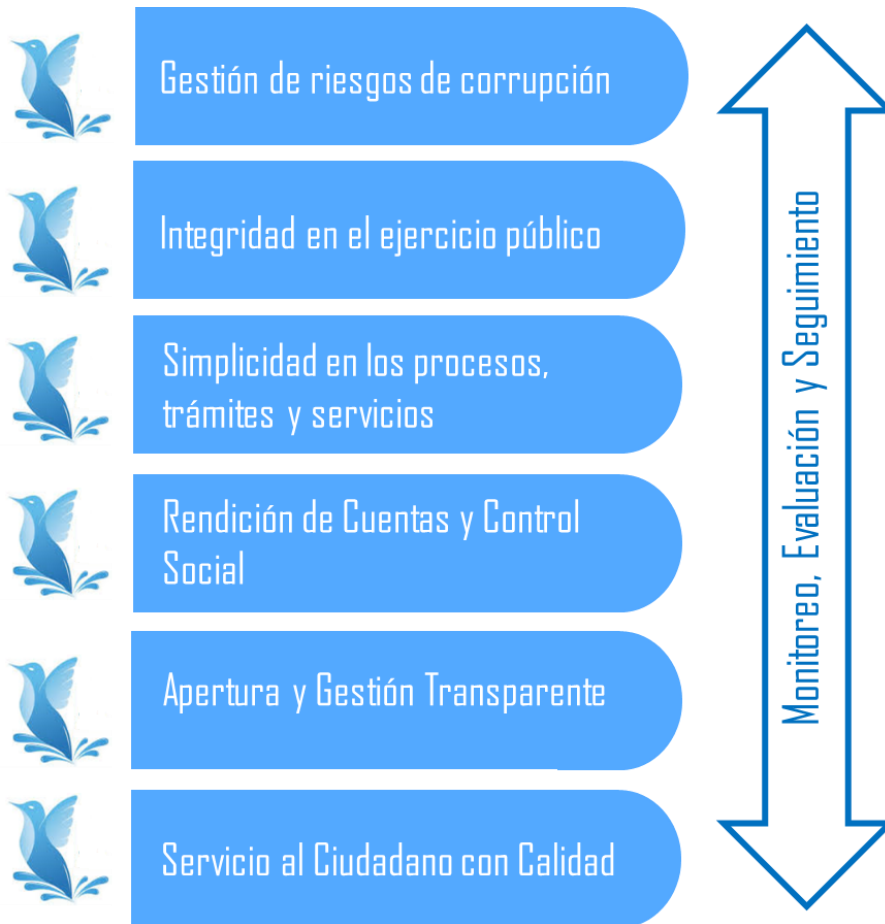 Gestión de riesgos de corrupción
Integridad en el ejercicio público
Simplicidad en los procesos,
trámites y servicios
Rendición de Cuentas y Control
Social
Apertura y Gestión Transparente
Servicio al Ciudadano con Calidad
Monitoreo, Evaluación y Seguimiento